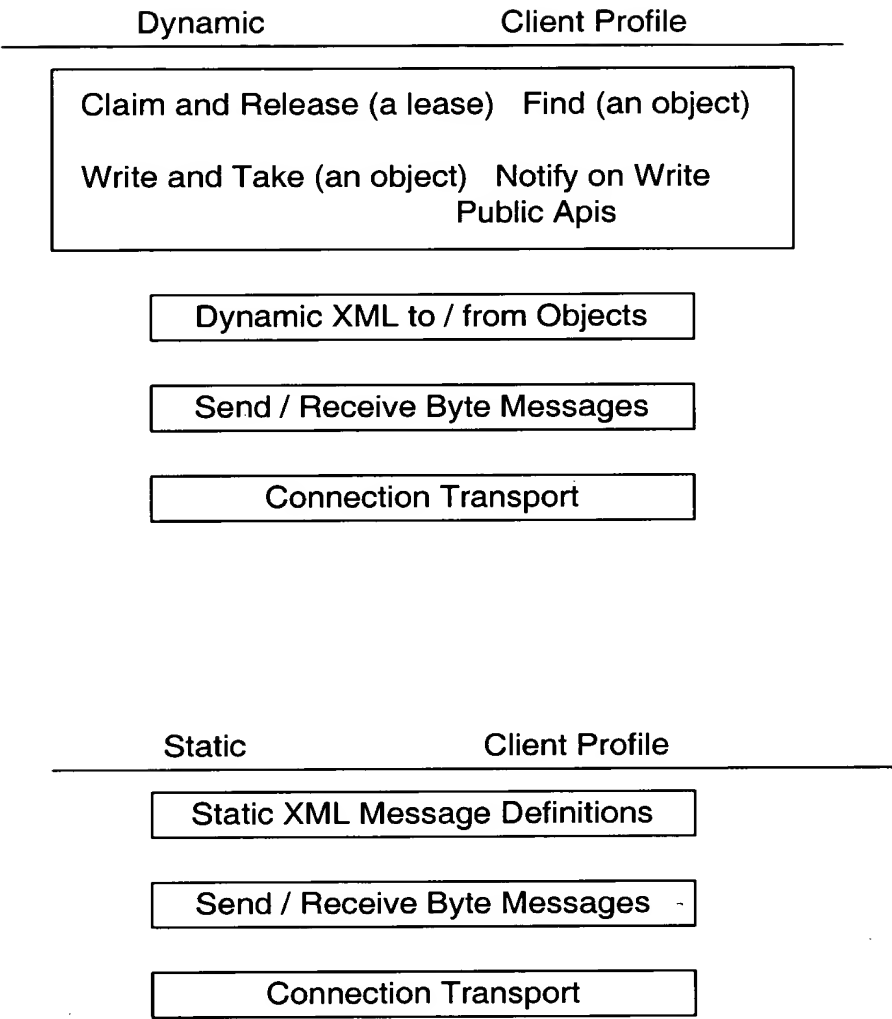 Dynamic Client Profile
Claim and Release (a lease) Find (an object)
Write and Take (an object) Notify on Write
Public Apis
Dynamic XML to / from Objects
Send / Receive Byte Messages
Connection Transport
Static Client Profile
Static XML Message Definitions
Send / Receive Byte Messages
Connection Transport